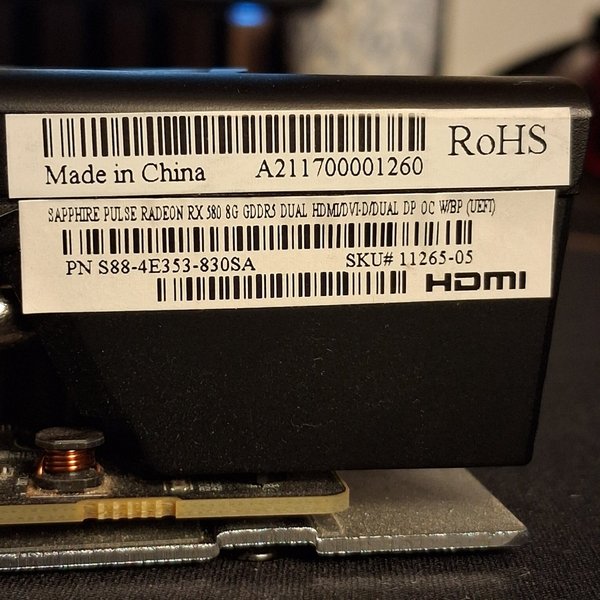 Made in China A211700001260 RoHS
SAPPHIRE PULSE RADEON RX 580 8G GDDR5 DUAL HDMI/DVI-D/DUAL DP OC W/BP (UEFI)
PN S88-4E353-830SA SKU# 11265-05
HDMI